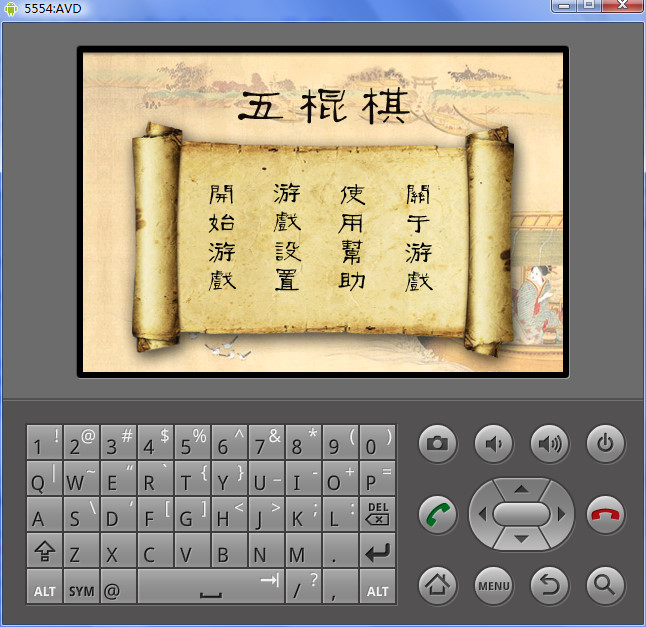 5554:AVD
五棍棋
開始游戲
游戲設置
使用幫助
關于游戲
1 ! 2 @ 3 # 4 $ 5 % 6 ^ 7 & 8 * 9 ( 0 )
Q | W ~ E “ R ` T { Y } U _ I - O + P =
A S \ D ‘ F [ G ] H < J > K ; L : DEL
Z X C V B N M .
ALT SYM @ / ? , ALT
MENU